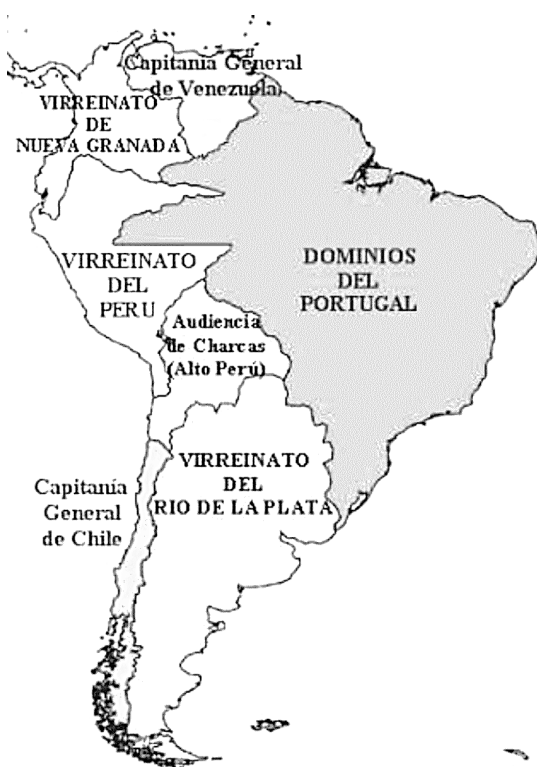 Capitanía General
de Venezuela
VIRREINATO
DE
NUEVA GRANADA
VIRREINATO
DEL
PERU
DOMINIOS
DEL
PORTUGAL
Audiencia
de Charcas
(Alto Perú)
VIRREINATO
DEL
RIO DE LA PLATA
Capitanía
General
de Chile